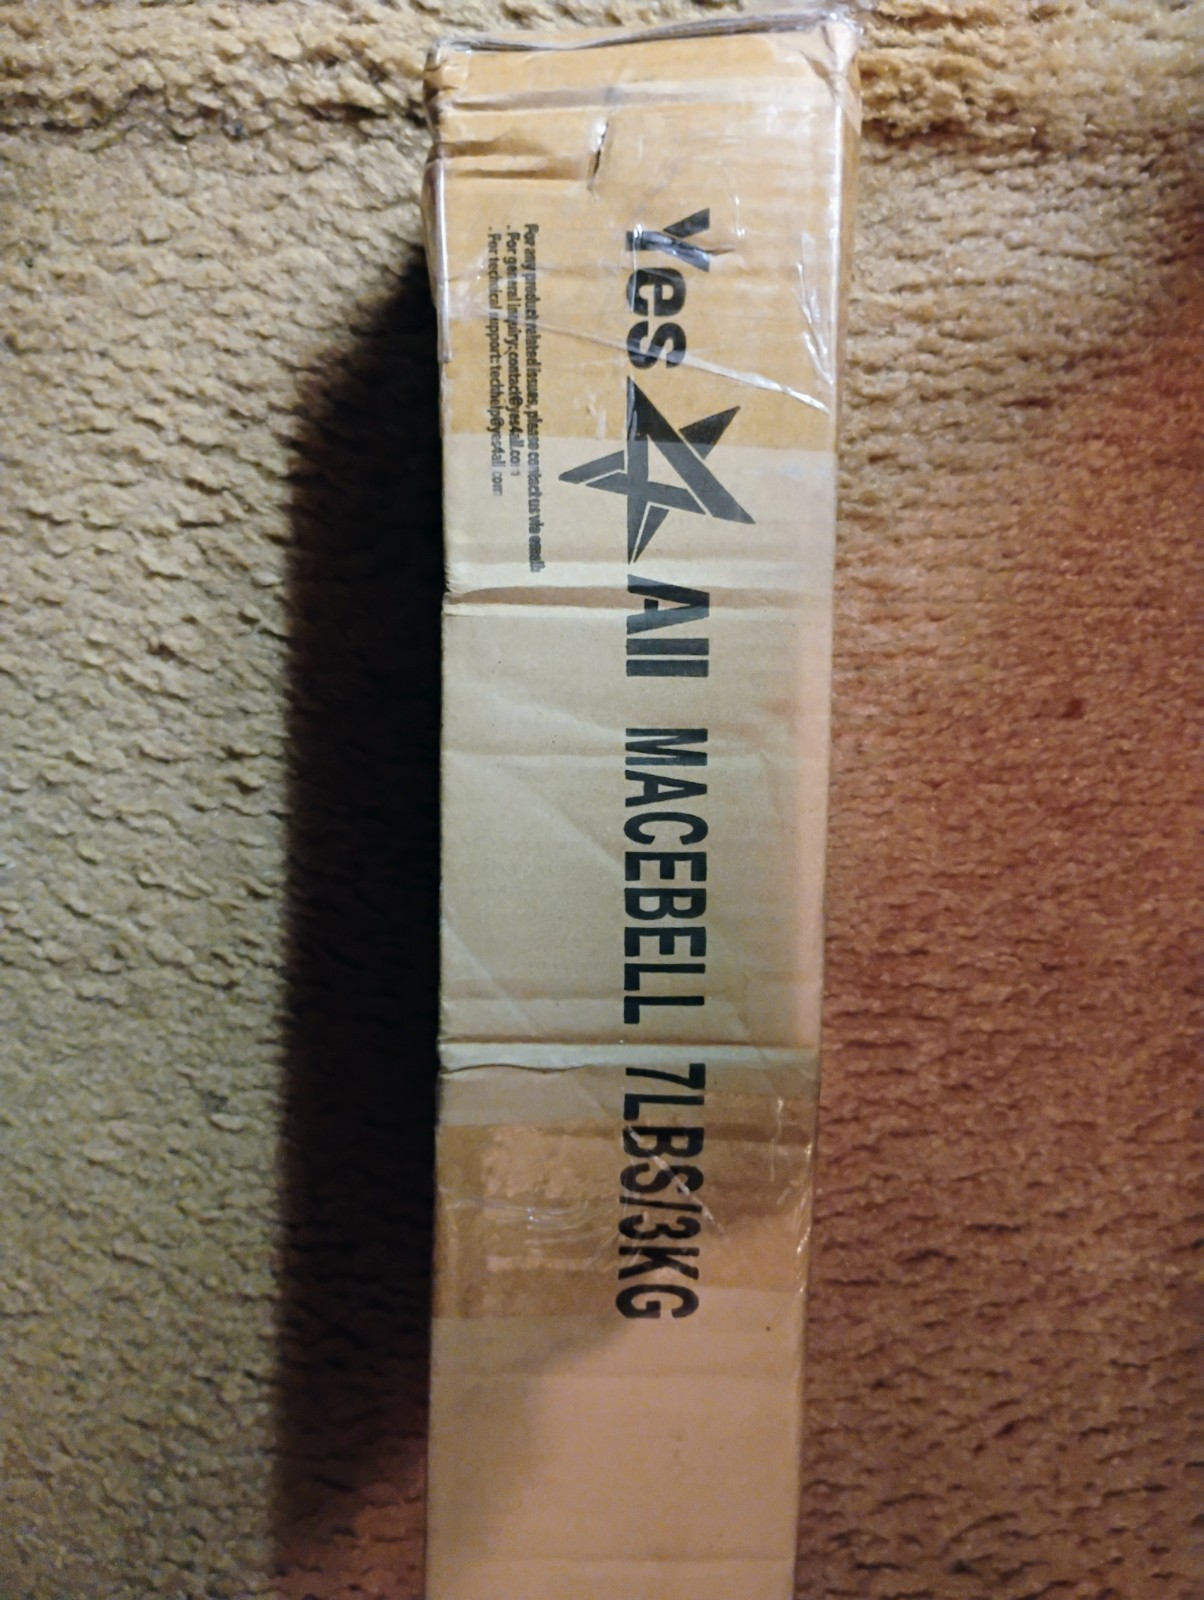 Yes4All MACEBELL 7LBS/3KG
For any product related issues, please contact us via email:
. For general inquiry: contact@yes4all.com
. For technical support: techhelp@yes4all.com